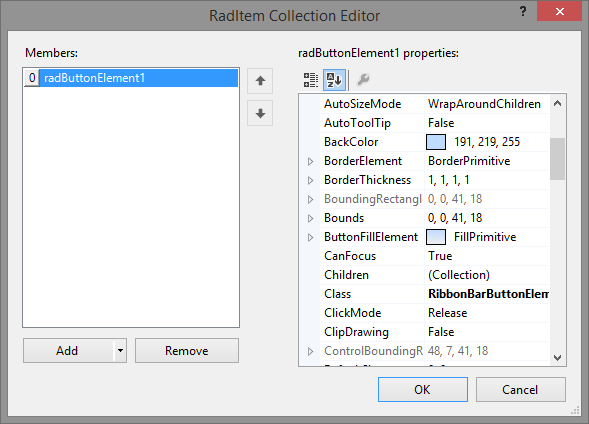 RadItem Collection Editor
?
Members:
0 radButtonElement1
Add
Remove
radButtonElement1 properties:
AutoSizeMode WrapAroundChildren
AutoToolTip False
BackColor 191, 219, 255
BorderElement BorderPrimitive
BorderThickness 1, 1, 1, 1
BoundingRectangl 0, 0, 41, 18
Bounds 0, 0, 41, 18
ButtonFillElement FillPrimitive
CanFocus True
Children (Collection)
Class RibbonBarButtonElem
ClickMode Release
ClipDrawing False
ControlBoundingR 48, 7, 41, 18
OK
Cancel